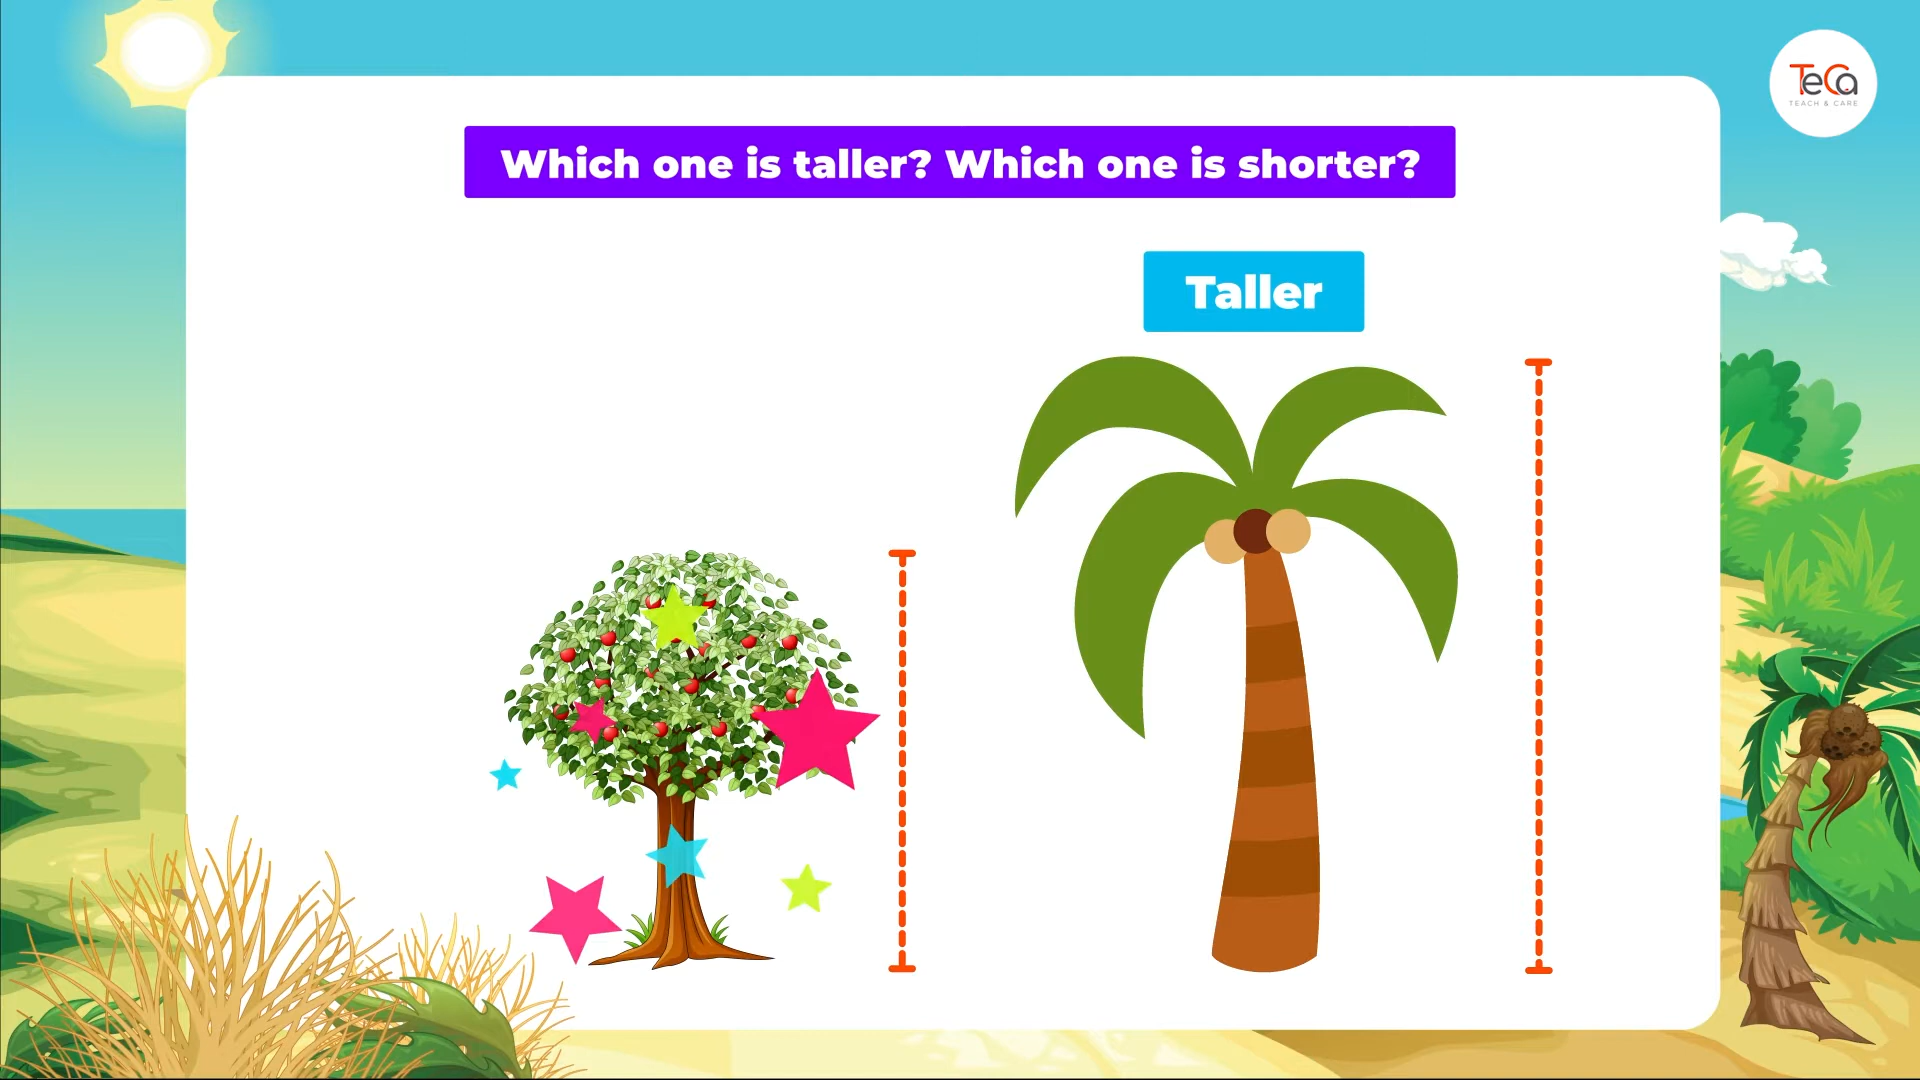 TeCa
TEACH & CARE
Which one is taller? Which one is shorter?
Taller